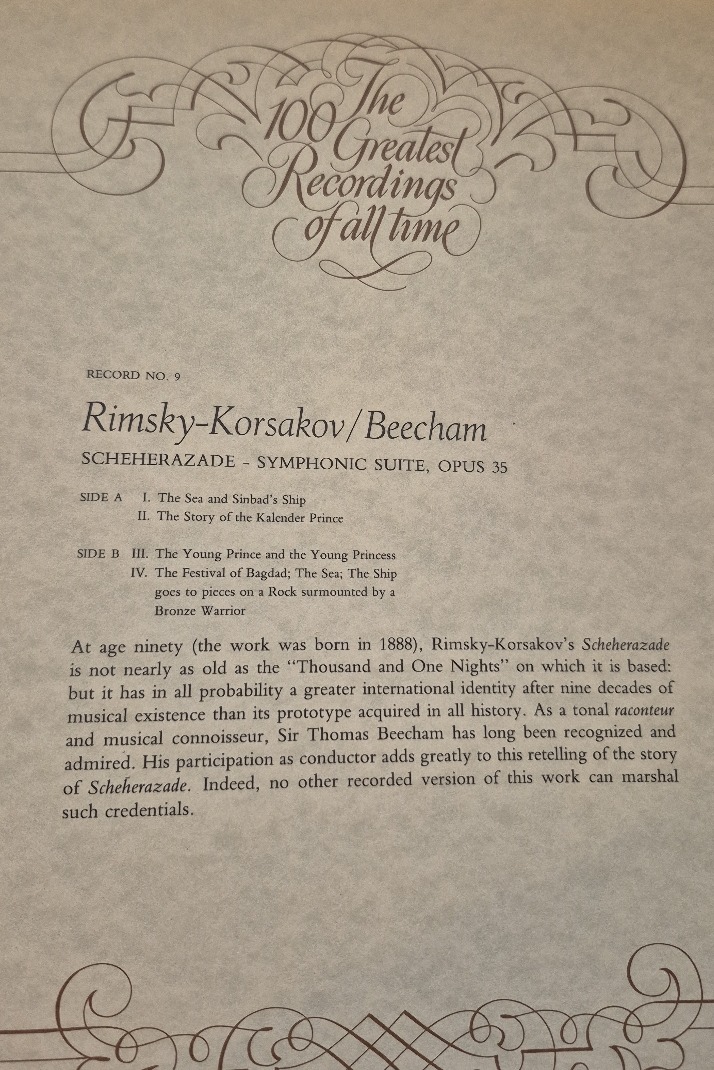 The
100 Greatest
Recordings
of all time
RECORD NO. 9
Rimsky-Korsakov/Beecham
SCHEHERAZADE – SYMPHONIC SUITE, OPUS 35
SIDE A I. The Sea and Sinbad's Ship
II. The Story of the Kalender Prince
SIDE B III. The Young Prince and the Young Princess
IV. The Festival of Bagdad; The Sea; The Ship
goes to pieces on a Rock surmounted by a
Bronze Warrior
At age ninety (the work was born in 1888), Rimsky-Korsakov's Scheherazade
is not nearly as old as the "Thousand and One Nights" on which it is based:
but it has in all probability a greater international identity after nine decades of
musical existence than its prototype acquired in all history. As a tonal raconteur
and musical connoisseur, Sir Thomas Beecham has long been recognized and
admired. His participation as conductor adds greatly to this retelling of the story
of Scheherazade. Indeed, no other recorded version of this work can marshal
such credentials.